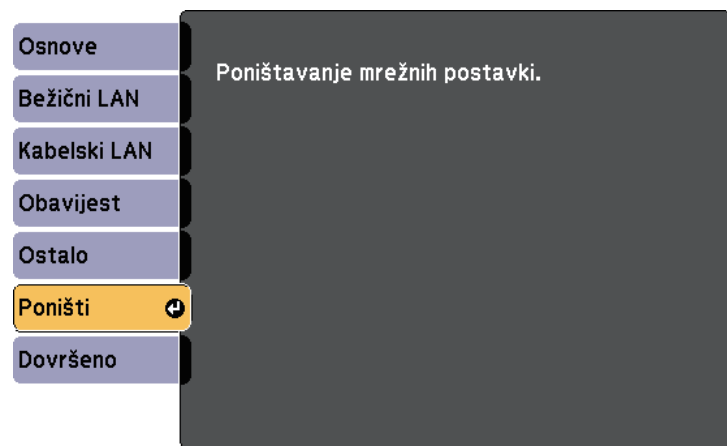 Osnove
Bežični LAN
Kabelski LAN
Obavijest
Ostalo
Poništi
Dovršeno
Poništavanje mrežnih postavki.